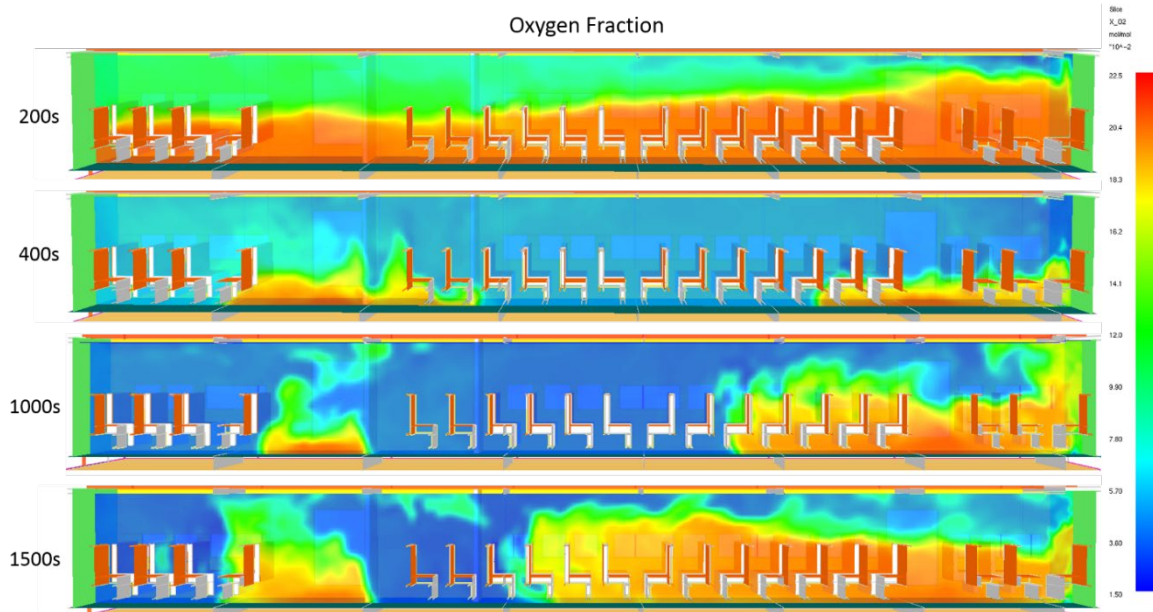 Oxygen Fraction
Slice
X_O2
mol/mol
*10^-2
200s
400s
1000s
1500s
22.5
20.4
18.3
16.2
14.1
12.0
9.90
7.80
5.70
3.60
1.50